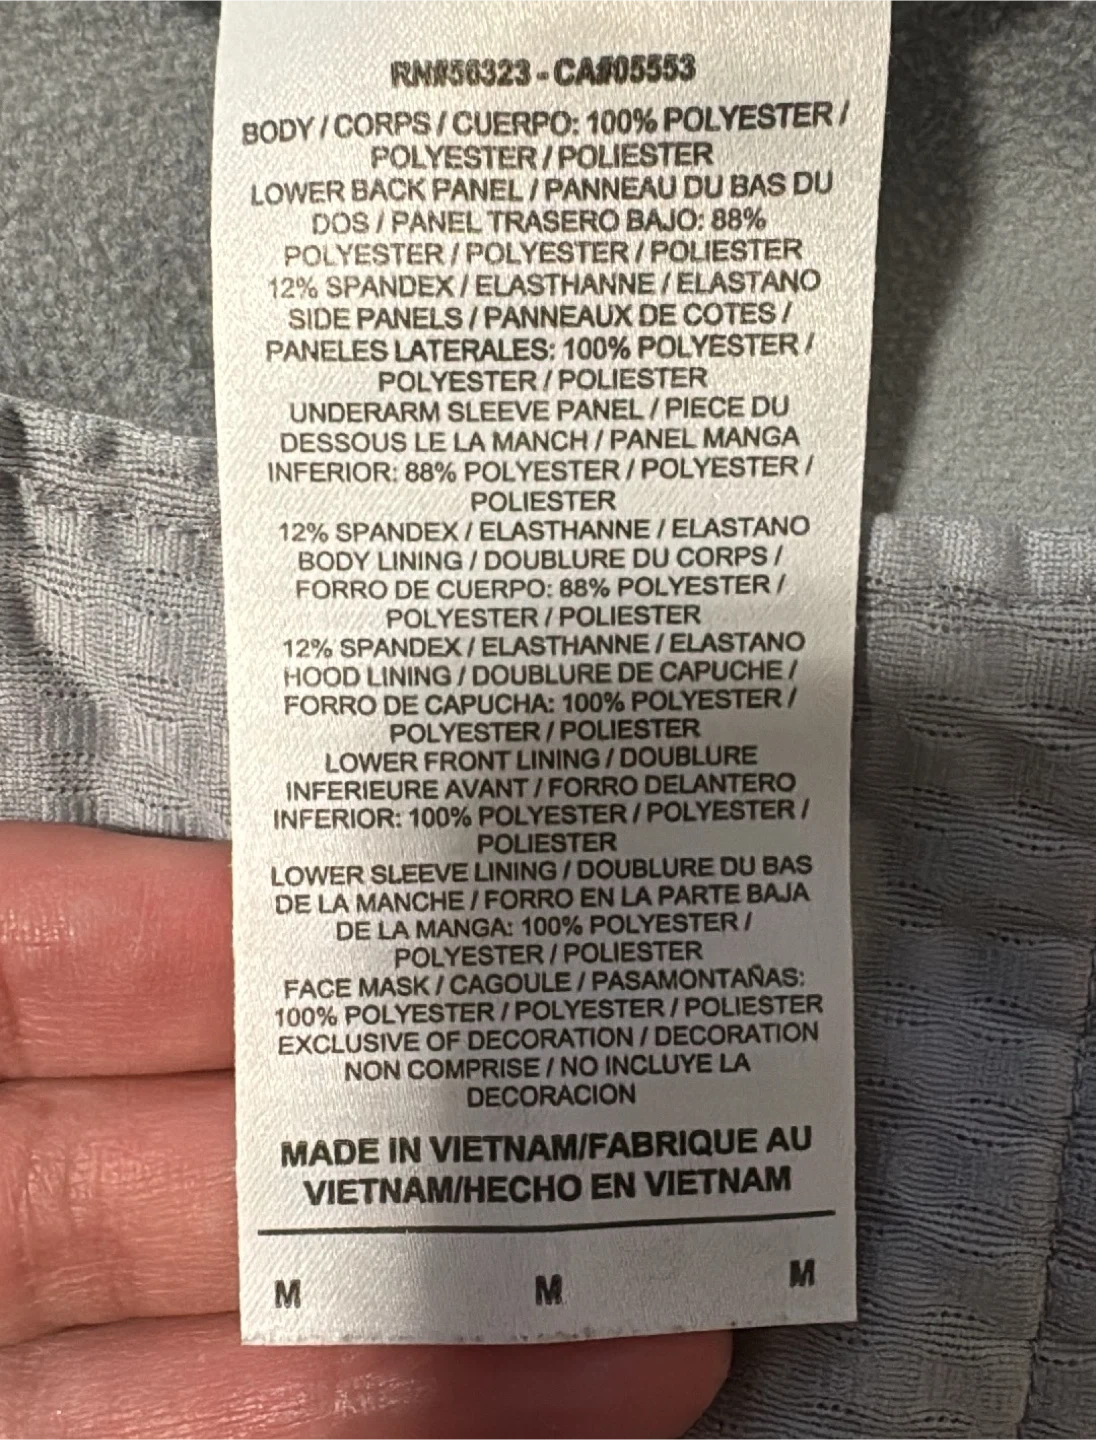 RN#56323 - CA#05553
BODY / CORPS / CUERPO: 100% POLYESTER /
POLYESTER / POLIESTER
LOWER BACK PANEL / PANNEAU DU BAS DU
DOS / PANEL TRASERO BAJO: 88%
POLYESTER / POLYESTER / POLIESTER
12% SPANDEX / ELASTHANNE / ELASTANO
SIDE PANELS / PANNEAUX DE COTES /
PANELES LATERALES: 100% POLYESTER /
POLYESTER / POLIESTER
UNDERARM SLEEVE PANEL / PIECE DU
DESSOUS LE LA MANCH / PANEL MANGA
INFERIOR: 88% POLYESTER / POLYESTER /
POLIESTER
12% SPANDEX / ELASTHANNE / ELASTANO
BODY LINING / DOUBLURE DU CORPS /
FORRO DE CUERPO: 88% POLYESTER /
POLYESTER / POLIESTER
12% SPANDEX / ELASTHANNE / ELASTANO
HOOD LINING / DOUBLURE DE CAPUCHE /
FORRO DE CAPUCHA: 100% POLYESTER /
POLYESTER / POLIESTER
LOWER FRONT LINING / DOUBLURE
INFERIEURE AVANT / FORRO DELANTERO
INFERIOR: 100% POLYESTER / POLYESTER /
POLIESTER
LOWER SLEEVE LINING / DOUBLURE DU BAS
DE LA MANCHE / FORRO EN LA PARTE BAJA
DE LA MANGA: 100% POLYESTER /
POLYESTER / POLIESTER
FACE MASK / CAGOULE / PASAMONTAÑAS:
100% POLYESTER / POLYESTER / POLIESTER
EXCLUSIVE OF DECORATION / DECORATION
NON COMPRISE / NO INCLUYE LA
DECORACION
MADE IN VIETNAM/FABRIQUE AU
VIETNAM/HECHO EN VIETNAM
M M M